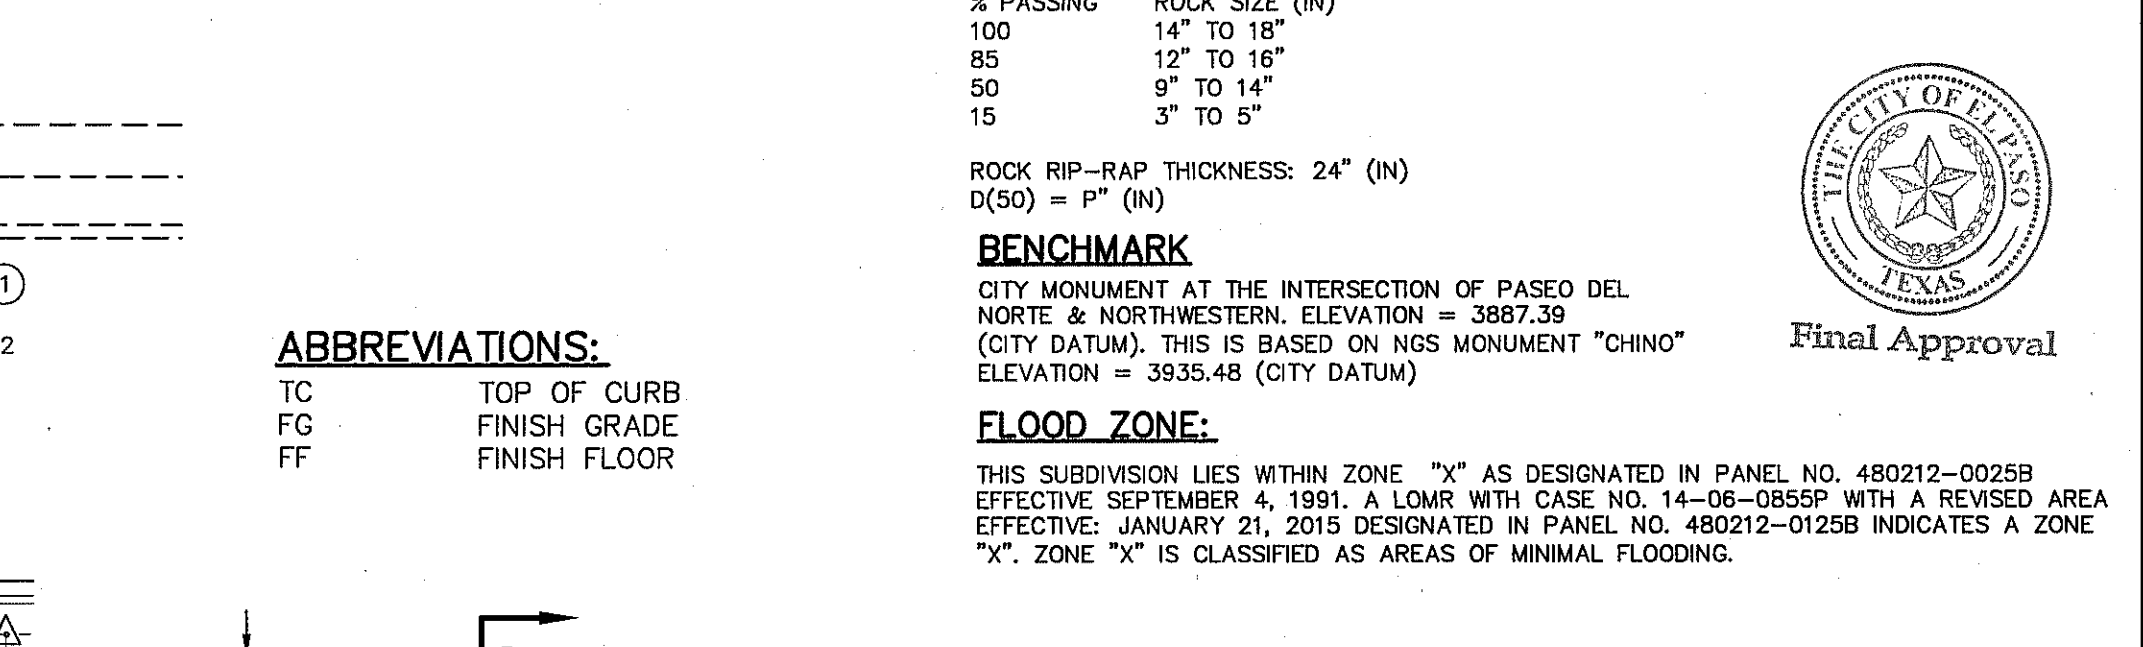 % PASSING ROCK SIZE (IN)
100 14" TO 18"
85 12" TO 16"
50 9" TO 14"
15 3" TO 5"
ROCK RIP-RAP THICKNESS: 24" (IN)
D(50) = P" (IN)
BENCHMARK
CITY MONUMENT AT THE INTERSECTION OF PASEO DEL
NORTE & NORTHWESTERN. ELEVATION = 3887.39
(CITY DATUM). THIS IS BASED ON NGS MONUMENT "CHINO"
ELEVATION = 3935.48 (CITY DATUM)
FLOOD ZONE:
THIS SUBDIVISION LIES WITHIN ZONE "X" AS DESIGNATED IN PANEL NO. 480212-0025B
EFFECTIVE SEPTEMBER 4, 1991. A LOMR WITH CASE NO. 14-06-0855P WITH A REVISED AREA
EFFECTIVE: JANUARY 21, 2015 DESIGNATED IN PANEL NO. 480212-0125B INDICATES A ZONE
"X". ZONE "X" IS CLASSIFIED AS AREAS OF MINIMAL FLOODING.
THE CITY OF EL PASO
TEXAS
Final Approval
1
2
ABBREVIATIONS:
TC TOP OF CURB
FG FINISH GRADE
FF FINISH FLOOR